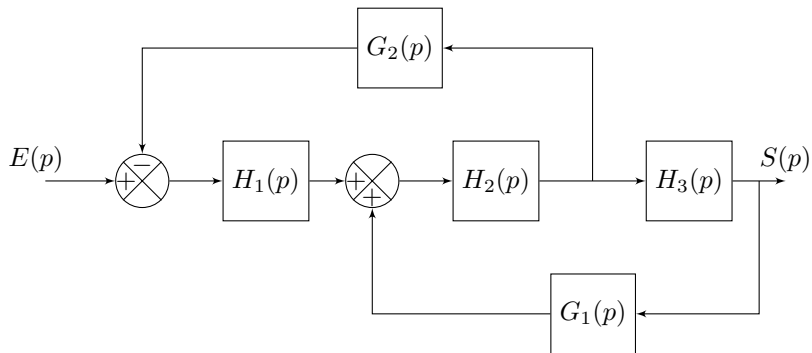 G₂(p)
E(p)
−
+
H₁(p)
+
+
H₂(p)
H₃(p)
S(p)
G₁(p)